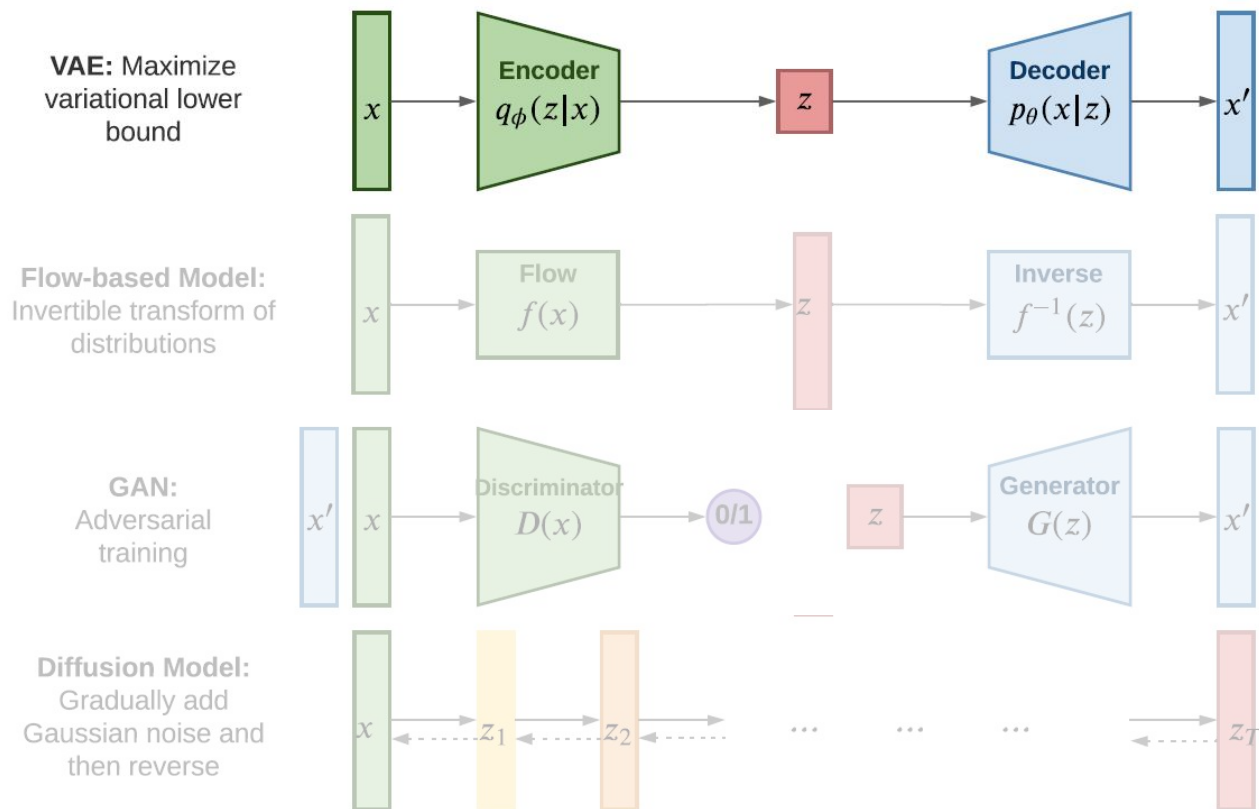 VAE: Maximize
variational lower
bound
x
Encoder
qϕ(z|x)
z
Decoder
pθ(x|z)
x′
Flow-based Model:
Invertible transform of
distributions
x
Flow
f(x)
z
Inverse
f⁻¹(z)
x′
GAN:
Adversarial
training
x′
x
Discriminator
D(x)
0/1
z
Generator
G(z)
x′
Diffusion Model:
Gradually add
Gaussian noise and
then reverse
x
z₁
z₂
...
...
...
z_T